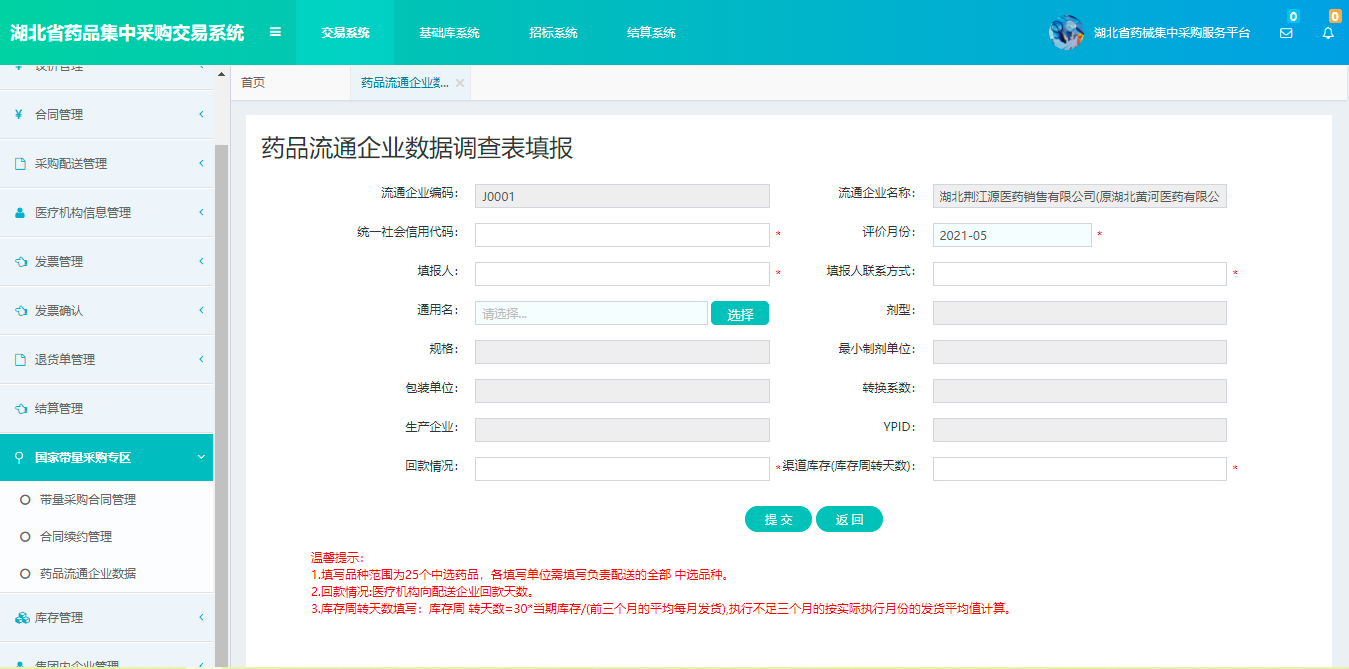 湖北省药品集中采购交易系统
交易系统
基础库系统
招标系统
结算系统
湖北省药械集中采购服务平台
0
0
首页
药品流通企业数...
议价管理
合同管理
采购配送管理
医疗机构信息管理
发票管理
发票确认
退货单管理
结算管理
国家带量采购专区
带量采购合同管理
合同续约管理
药品流通企业数据
库存管理
集团内企业管理
药品流通企业数据调查表填报
流通企业编码: J0001
流通企业名称: 湖北荆江源医药销售有限公司(原湖北黄河医药有限公
统一社会信用代码: *
评价月份: 2021-05 *
填报人: *
填报人联系方式: *
通用名: 请选择... 选择
剂型:
规格:
最小制剂单位:
包装单位:
转换系数:
生产企业:
YPID:
回款情况: *
渠道库存(库存周转天数): *
提 交
返 回
温馨提示:
1.填写品种范围为25个中选药品，各填写单位需填写负责配送的全部 中选品种。
2.回款情况:医疗机构向配送企业回款天数。
3.库存周转天数填写：库存周 转天数=30*当期库存/(前三个月的平均每月发货),执行不足三个月的按实际执行月份的发货平均值计算。